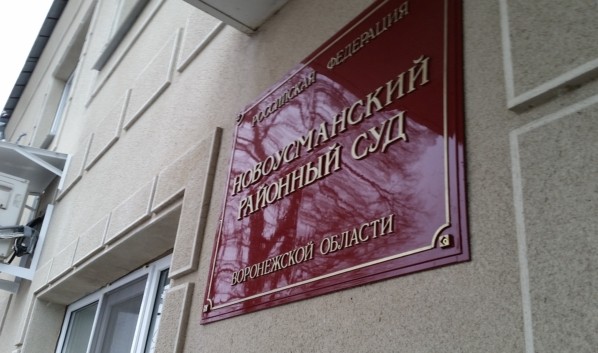 РОССИЙСКАЯ ФЕДЕРАЦИЯ
НОВОУСМАНСКИЙ
РАЙОННЫЙ СУД
ВОРОНЕЖСКОЙ ОБЛАСТИ